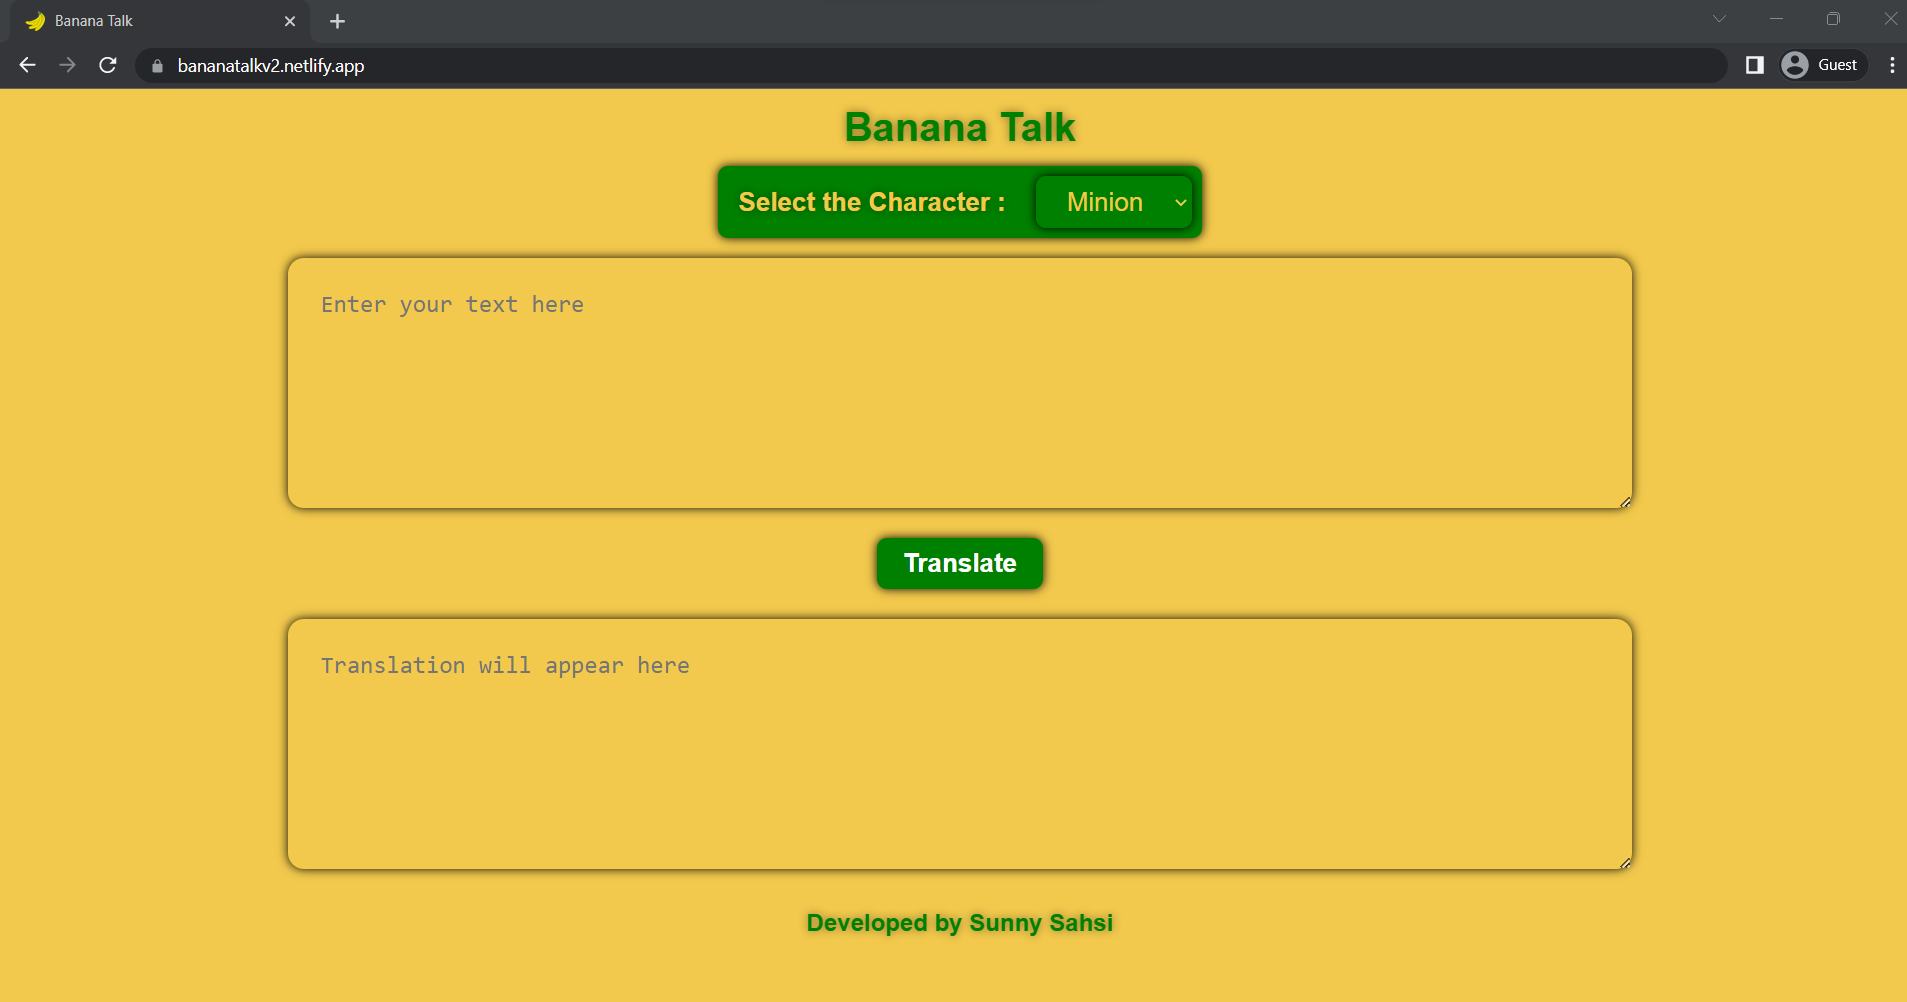 Banana Talk
bananatalkv2.netlify.app
Guest
Banana Talk
Select the Character :
Minion
Enter your text here
Translate
Translation will appear here
Developed by Sunny Sahsi